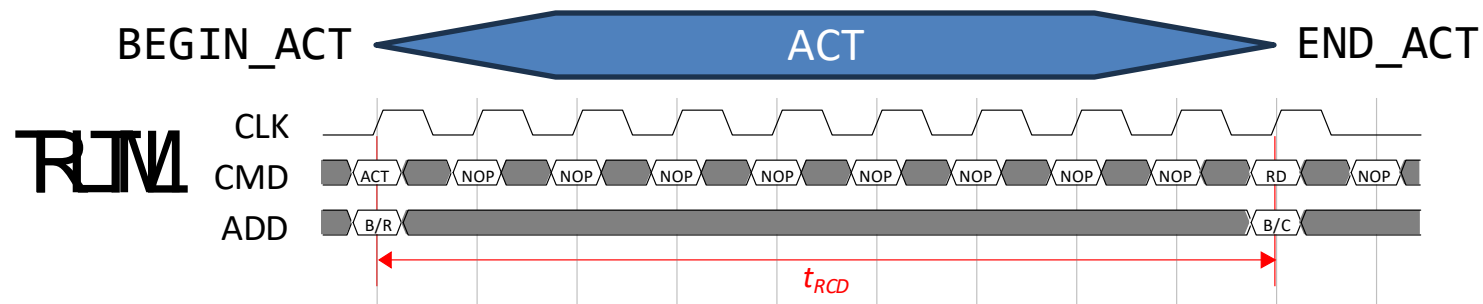 BEGIN_ACT ACT END_ACT
CLK
CMD ACT NOP NOP NOP NOP NOP NOP NOP NOP RD NOP
ADD B/R B/C
tRCD